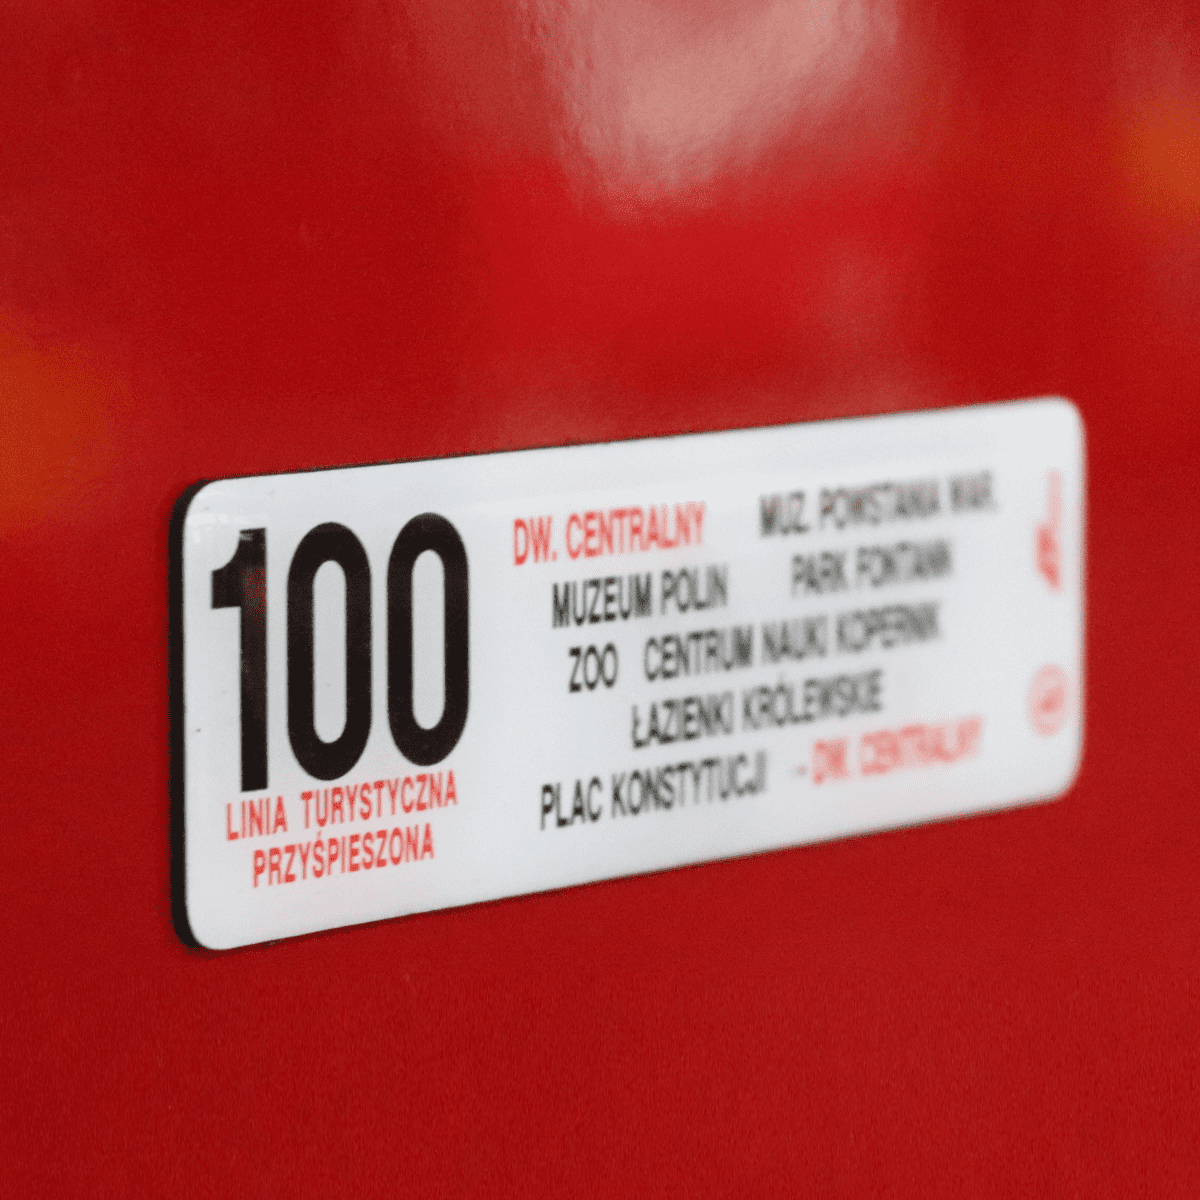 100
LINIA TURYSTYCZNA
PRZYŚPIESZONA
DW. CENTRALNY MUZ. POWSTANIA WAR.
MUZEUM POLIN PARK FONTANN
ZOO CENTRUM NAUKI KOPERNIK
ŁAZIENKI KRÓLEWSKIE
PLAC KONSTYTUCJI - DW. CENTRALNY